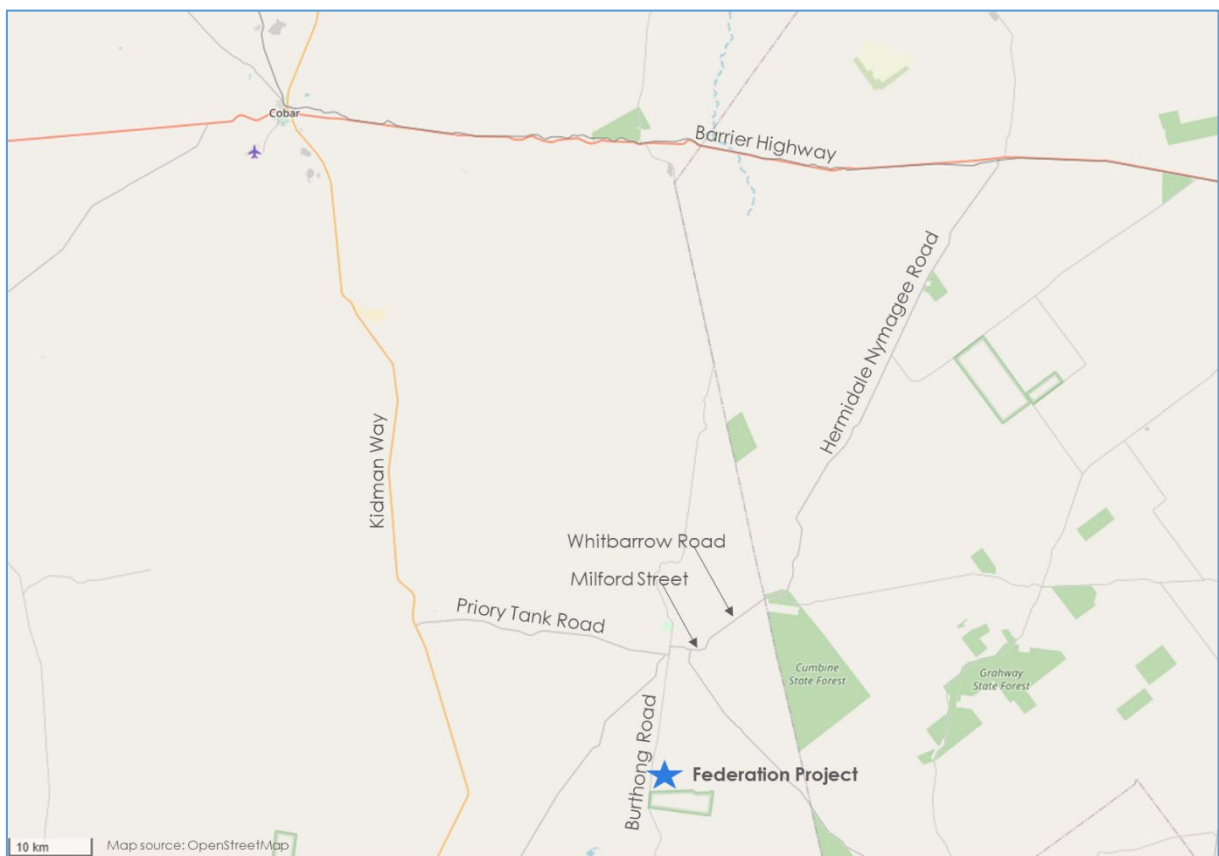 Cobar
Barrier Highway
Hermidale Nymagee Road
Kidman Way
Whitbarrow Road
Milford Street
Priory Tank Road
Cumbine
State Forest
Grahway
State Forest
Burthong Road
Federation Project
10 km
Map source: OpenStreetMap